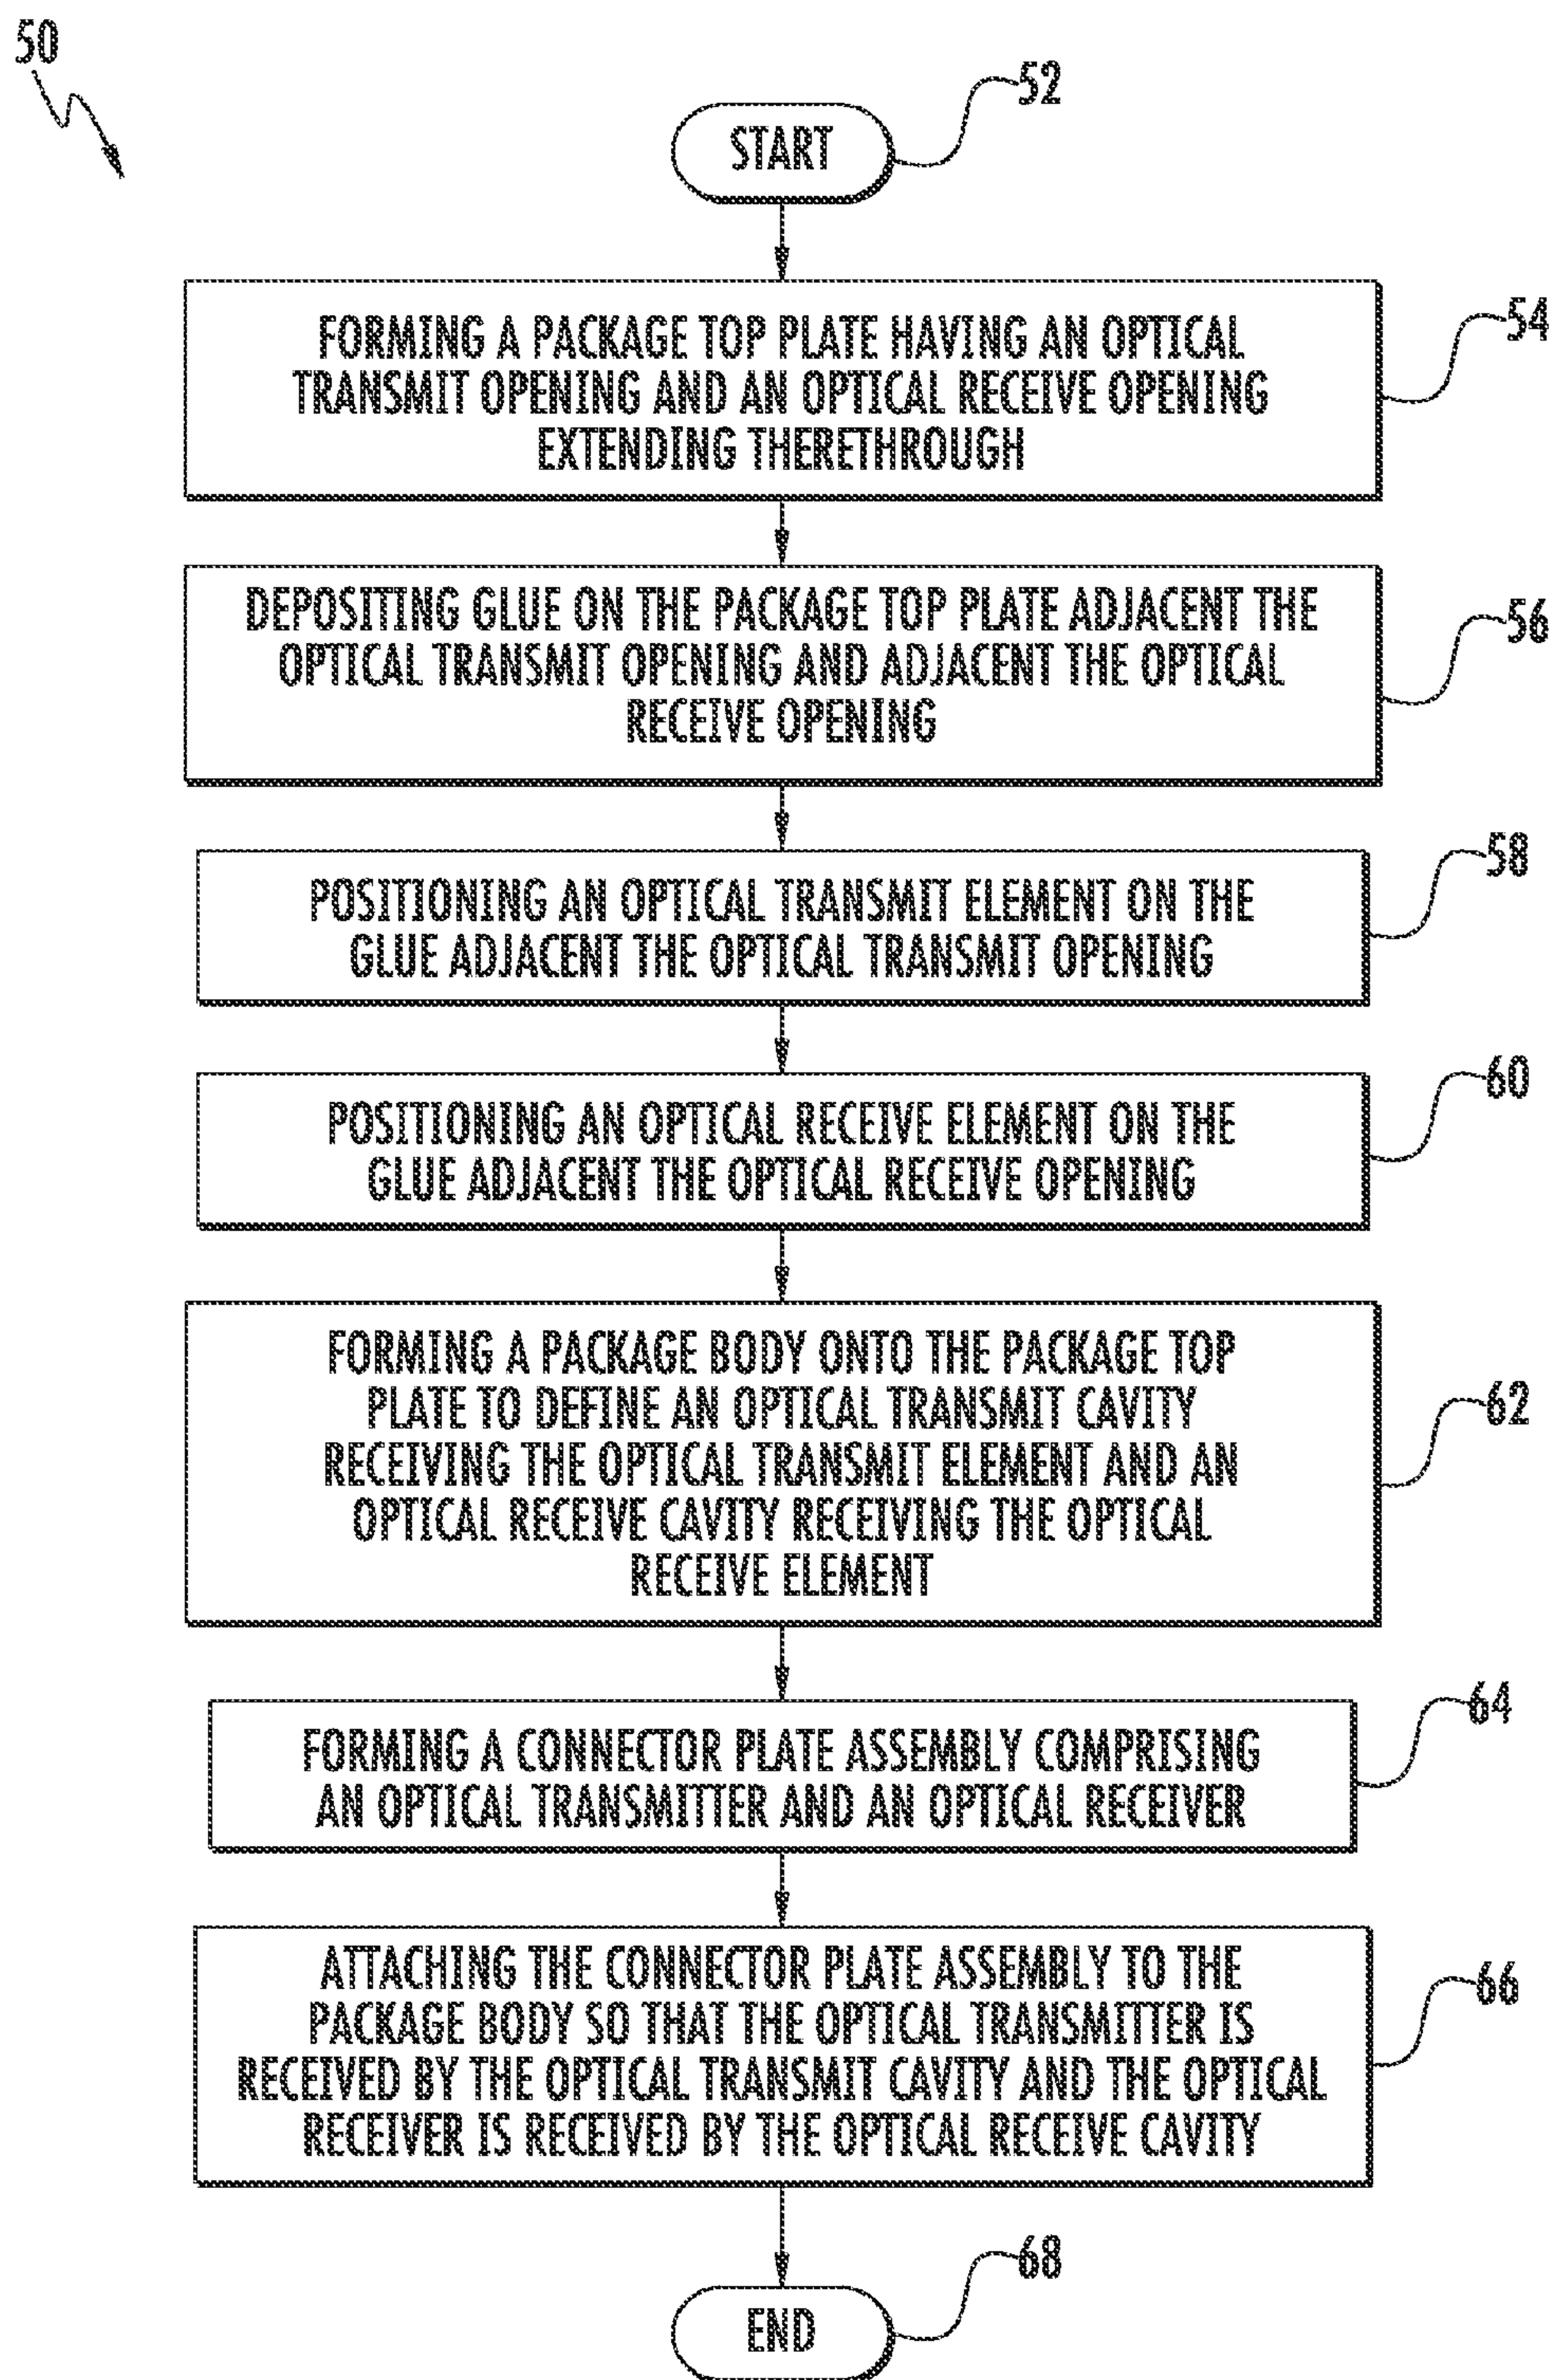 50
52
START
54
FORMING A PACKAGE TOP PLATE HAVING AN OPTICAL
TRANSMIT OPENING AND AN OPTICAL RECEIVE OPENING
EXTENDING THERETHROUGH
56
DEPOSITING GLUE ON THE PACKAGE TOP PLATE ADJACENT THE
OPTICAL TRANSMIT OPENING AND ADJACENT THE OPTICAL
RECEIVE OPENING
58
POSITIONING AN OPTICAL TRANSMIT ELEMENT ON THE
GLUE ADJACENT THE OPTICAL TRANSMIT OPENING
60
POSITIONING AN OPTICAL RECEIVE ELEMENT ON THE
GLUE ADJACENT THE OPTICAL RECEIVE OPENING
62
FORMING A PACKAGE BODY ONTO THE PACKAGE TOP
PLATE TO DEFINE AN OPTICAL TRANSMIT CAVITY
RECEIVING THE OPTICAL TRANSMIT ELEMENT AND AN
OPTICAL RECEIVE CAVITY RECEIVING THE OPTICAL
RECEIVE ELEMENT
64
FORMING A CONNECTOR PLATE ASSEMBLY COMPRISING
AN OPTICAL TRANSMITTER AND AN OPTICAL RECEIVER
66
ATTACHING THE CONNECTOR PLATE ASSEMBLY TO THE
PACKAGE BODY SO THAT THE OPTICAL TRANSMITTER IS
RECEIVED BY THE OPTICAL TRANSMIT CAVITY AND THE OPTICAL
RECEIVER IS RECEIVED BY THE OPTICAL RECEIVE CAVITY
68
END